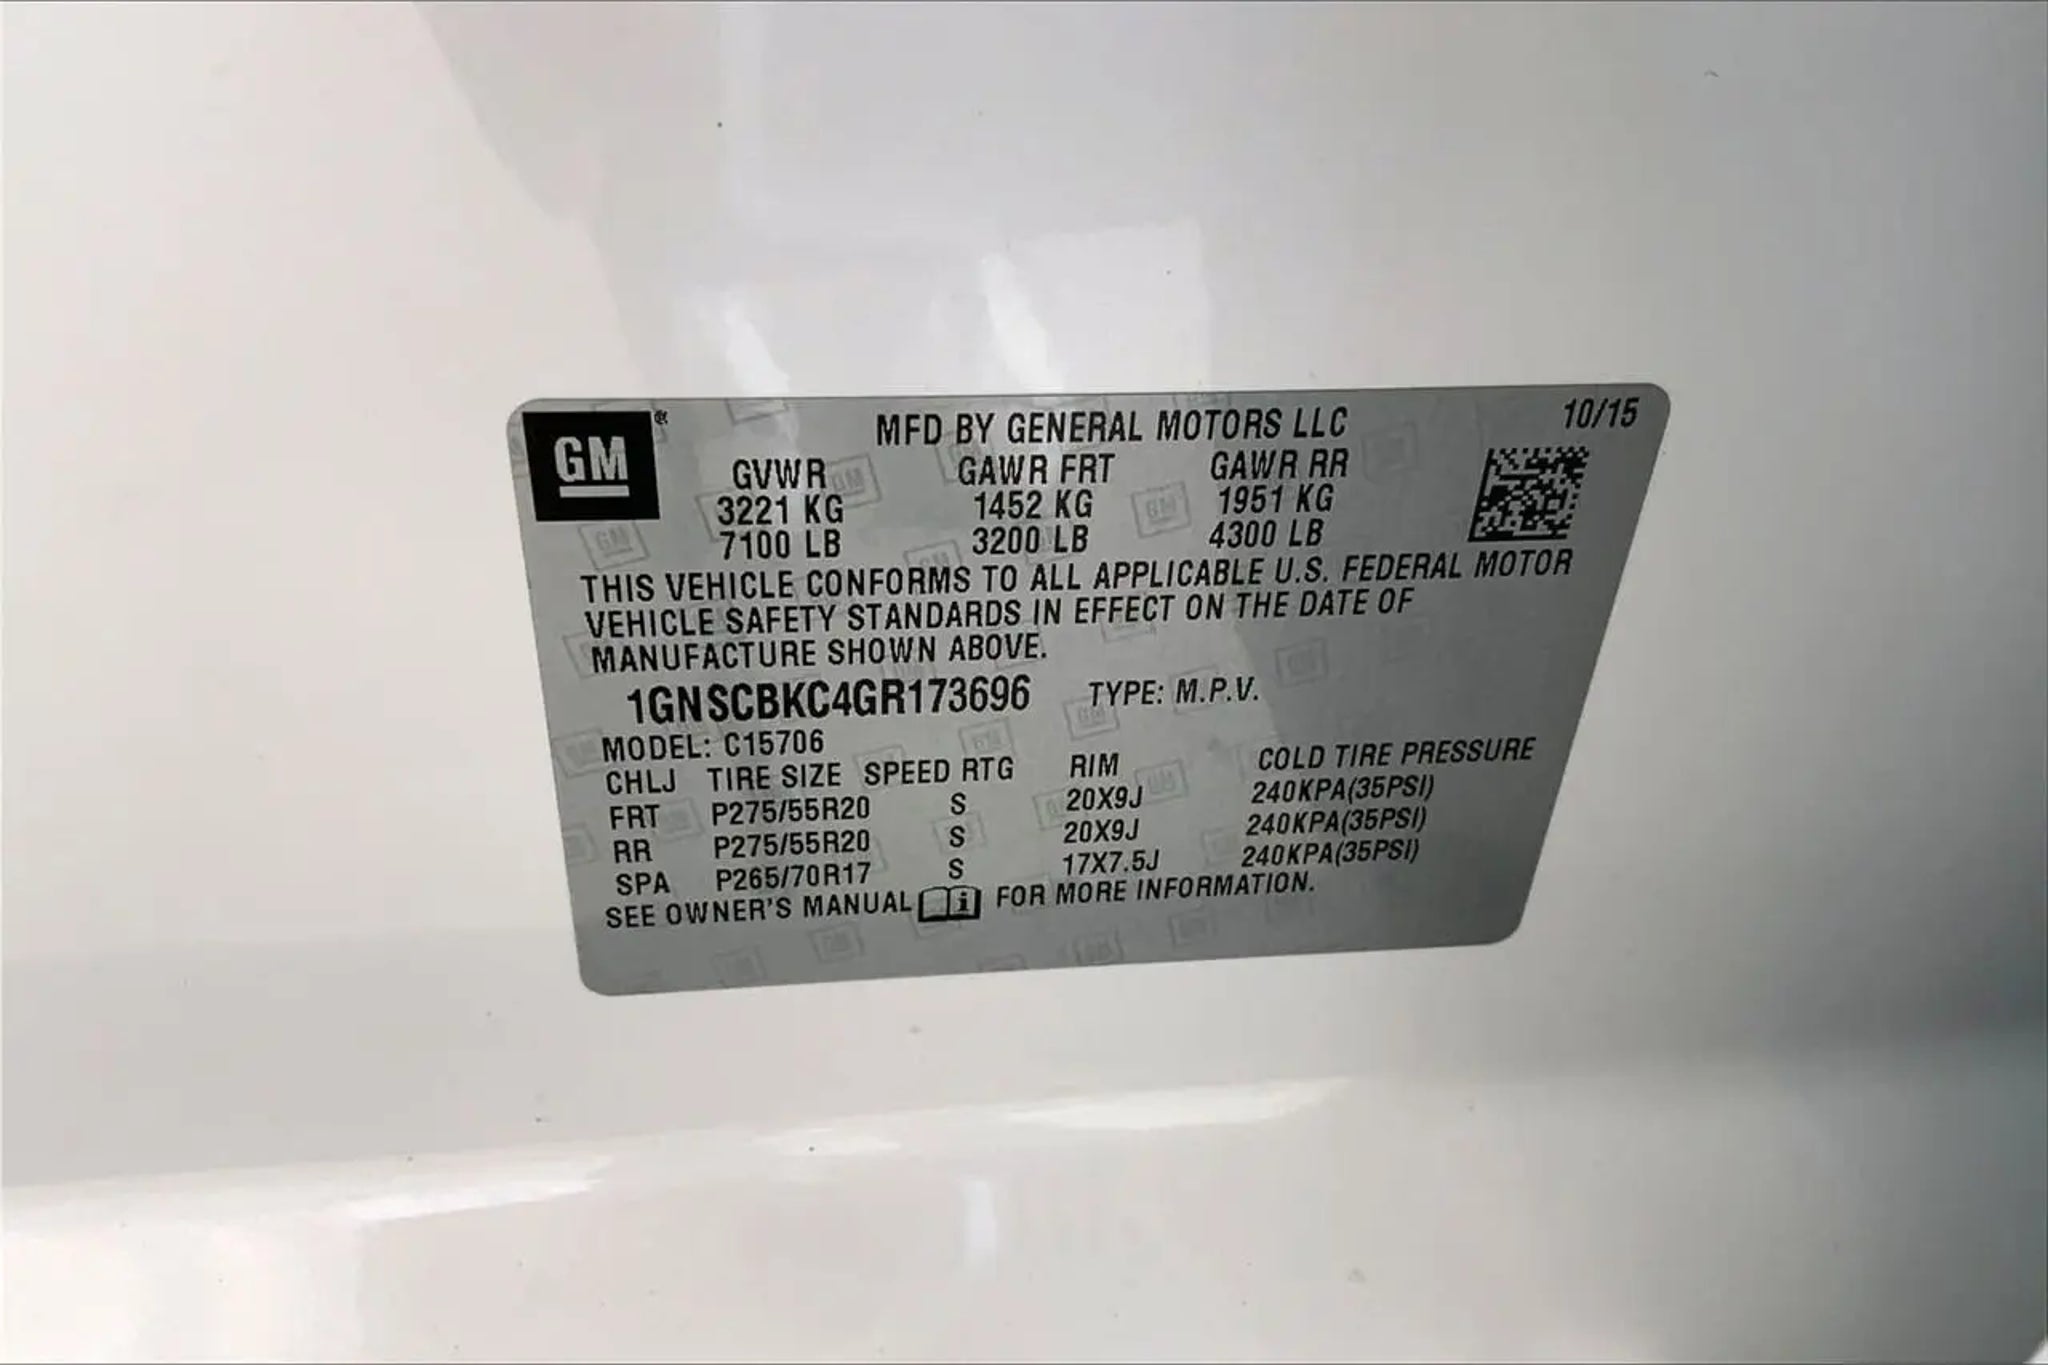 GM ®
MFD BY GENERAL MOTORS LLC 10/15
GVWR GAWR FRT GAWR RR
3221 KG 1452 KG 1951 KG
7100 LB 3200 LB 4300 LB
THIS VEHICLE CONFORMS TO ALL APPLICABLE U.S. FEDERAL MOTOR
VEHICLE SAFETY STANDARDS IN EFFECT ON THE DATE OF
MANUFACTURE SHOWN ABOVE.
1GNSCBKC4GR173696 TYPE: M.P.V.
MODEL: C15706
CHLJ TIRE SIZE SPEED RTG RIM COLD TIRE PRESSURE
FRT P275/55R20 S 20X9J 240KPA(35PSI)
RR P275/55R20 S 20X9J 240KPA(35PSI)
SPA P265/70R17 S 17X7.5J 240KPA(35PSI)
SEE OWNER'S MANUAL i FOR MORE INFORMATION.